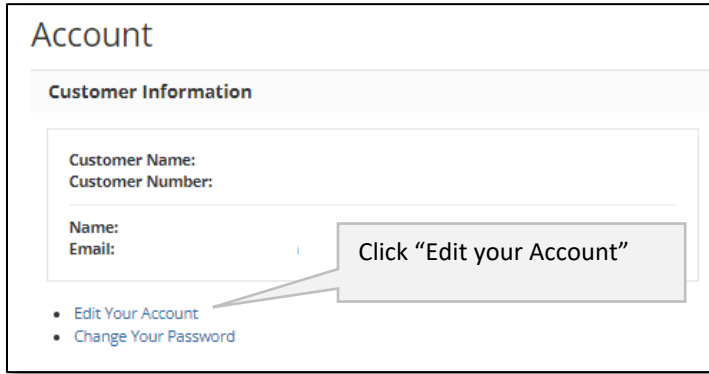 Account
Customer Information
Customer Name:
Customer Number:
Name:
Email:
Click “Edit your Account”
Edit Your Account
Change Your Password